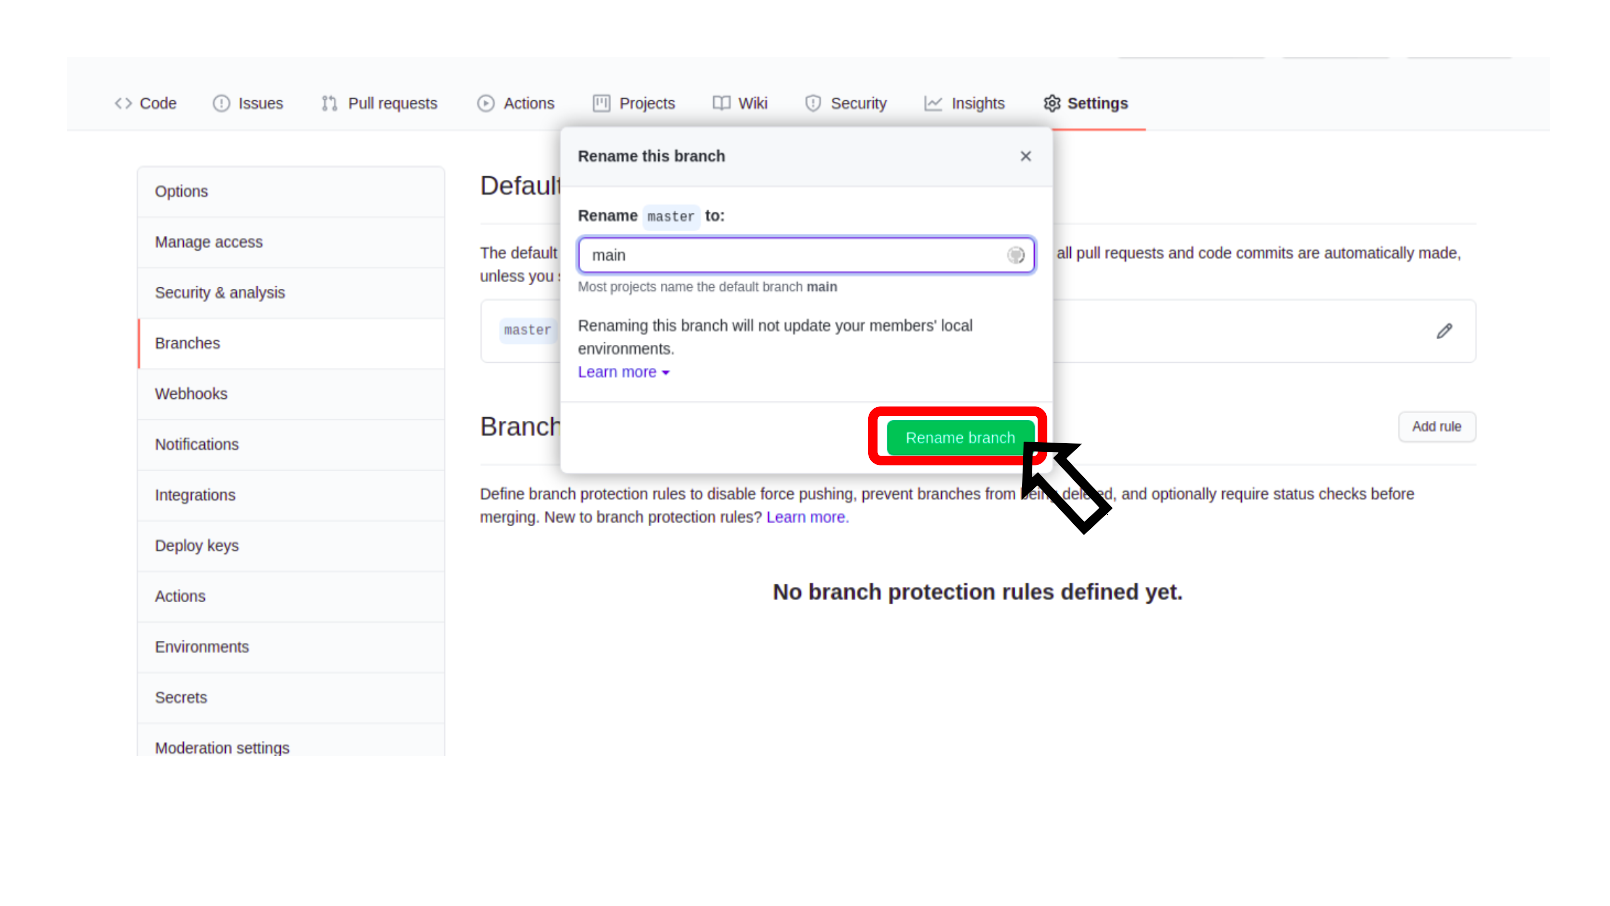 Code Issues Pull requests Actions Projects Wiki Security Insights Settings
Options
Manage access
Security & analysis
Branches
Webhooks
Notifications
Integrations
Deploy keys
Actions
Environments
Secrets
Moderation settings
Default
The default all pull requests and code commits are automatically made,
unless you
master
Rename this branch
Rename master to:
main
Most projects name the default branch main
Renaming this branch will not update your members' local
environments.
Learn more
Rename branch
Branch
Add rule
Define branch protection rules to disable force pushing, prevent branches from being deleted, and optionally require status checks before
merging. New to branch protection rules? Learn more.
No branch protection rules defined yet.